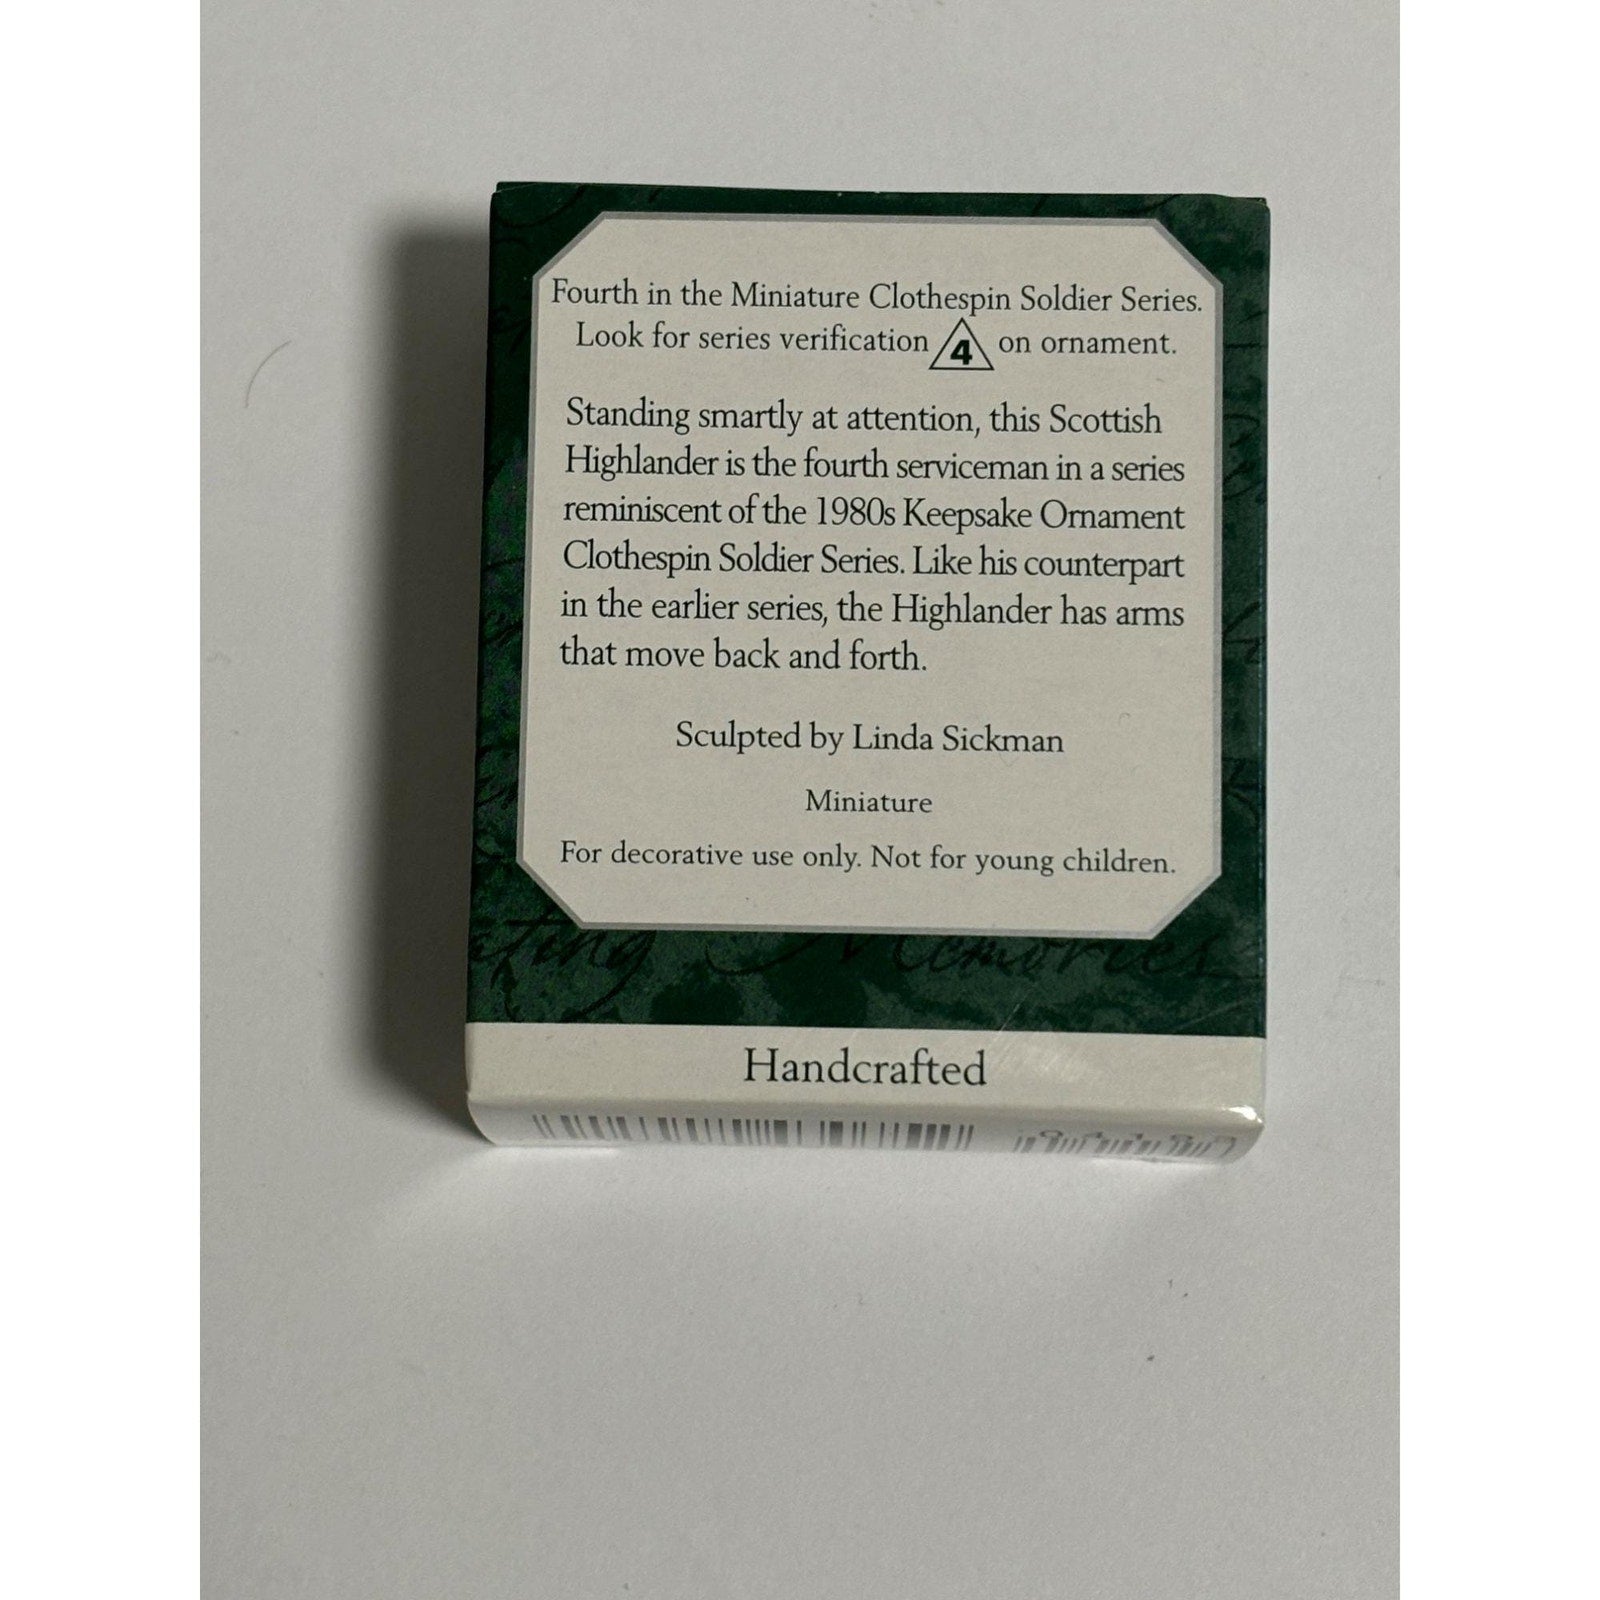 Fourth in the Miniature Clothespin Soldier Series.
Look for series verification 4 on ornament.
Standing smartly at attention, this Scottish
Highlander is the fourth serviceman in a series
reminiscent of the 1980s Keepsake Ornament
Clothespin Soldier Series. Like his counterpart
in the earlier series, the Highlander has arms
that move back and forth.
Sculpted by Linda Sickman
Miniature
For decorative use only. Not for young children.
Memories
Handcrafted